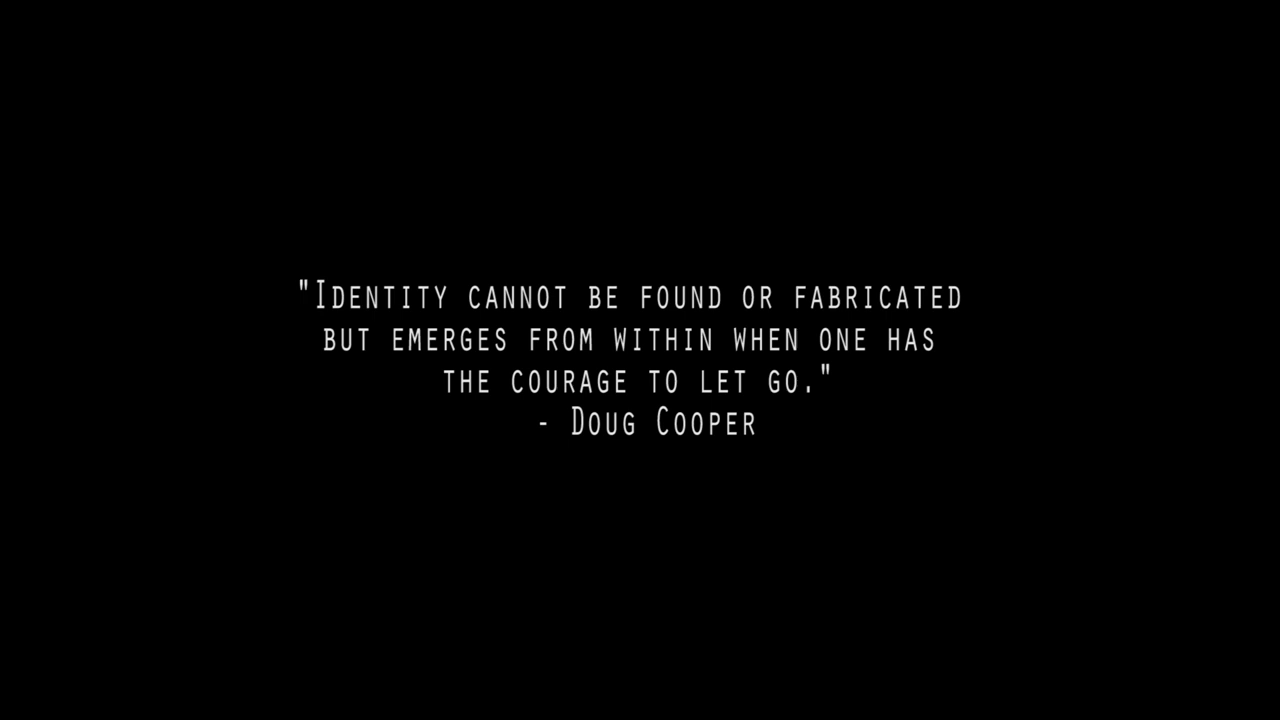 "Identity cannot be found or fabricated
but emerges from within when one has
the courage to let go."
- Doug Cooper